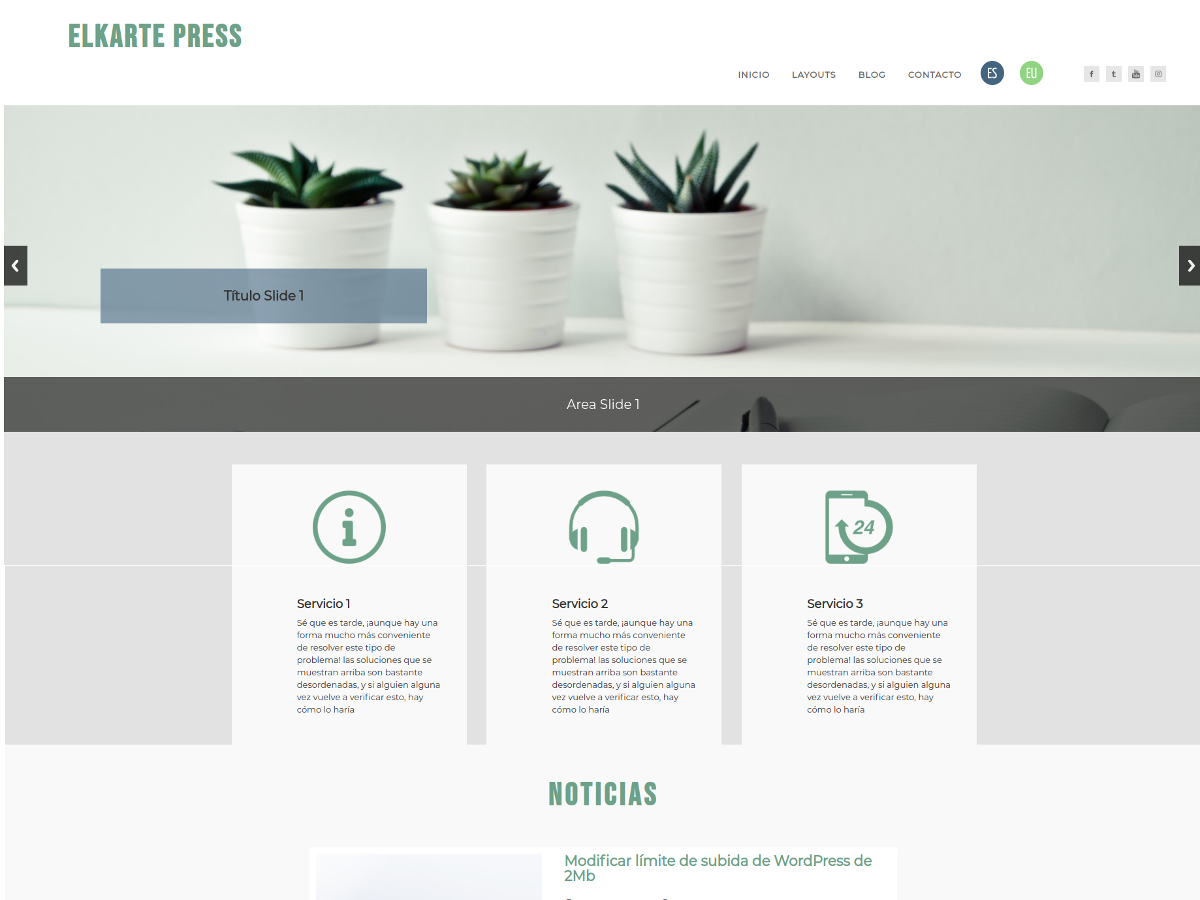 ELKARTE PRESS
INICIO LAYOUTS BLOG CONTACTO ES EU
Título Slide 1
Area Slide 1
24
Servicio 1
Sé que es tarde, ¡aunque hay una
forma mucho más conveniente
de resolver este tipo de
problema! las soluciones que se
muestran arriba son bastante
desordenadas, y si alguien alguna
vez vuelve a verificar esto, hay
cómo lo haría
Servicio 2
Sé que es tarde, ¡aunque hay una
forma mucho más conveniente
de resolver este tipo de
problema! las soluciones que se
muestran arriba son bastante
desordenadas, y si alguien alguna
vez vuelve a verificar esto, hay
cómo lo haría
Servicio 3
Sé que es tarde, ¡aunque hay una
forma mucho más conveniente
de resolver este tipo de
problema! las soluciones que se
muestran arriba son bastante
desordenadas, y si alguien alguna
vez vuelve a verificar esto, hay
cómo lo haría
NOTICIAS
Modificar límite de subida de WordPress de
2Mb